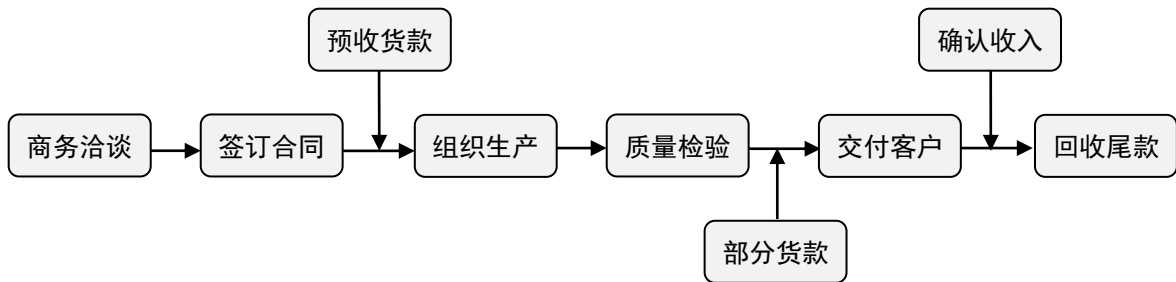 预收货款
确认收入
商务洽谈
签订合同
组织生产
质量检验
交付客户
回收尾款
部分货款